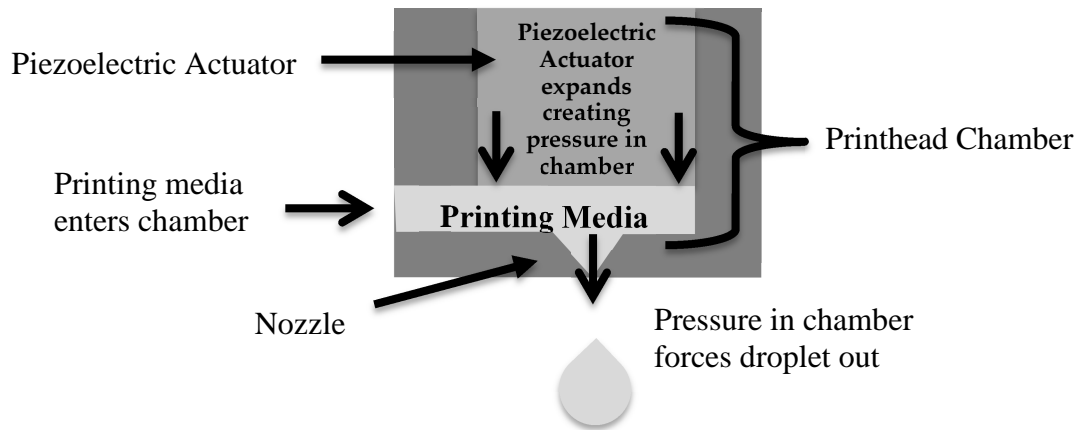 Piezoelectric Actuator
Piezoelectric
Actuator
expands
creating
pressure in
chamber
Printhead Chamber
Printing media
enters chamber
Printing Media
Nozzle
Pressure in chamber
forces droplet out